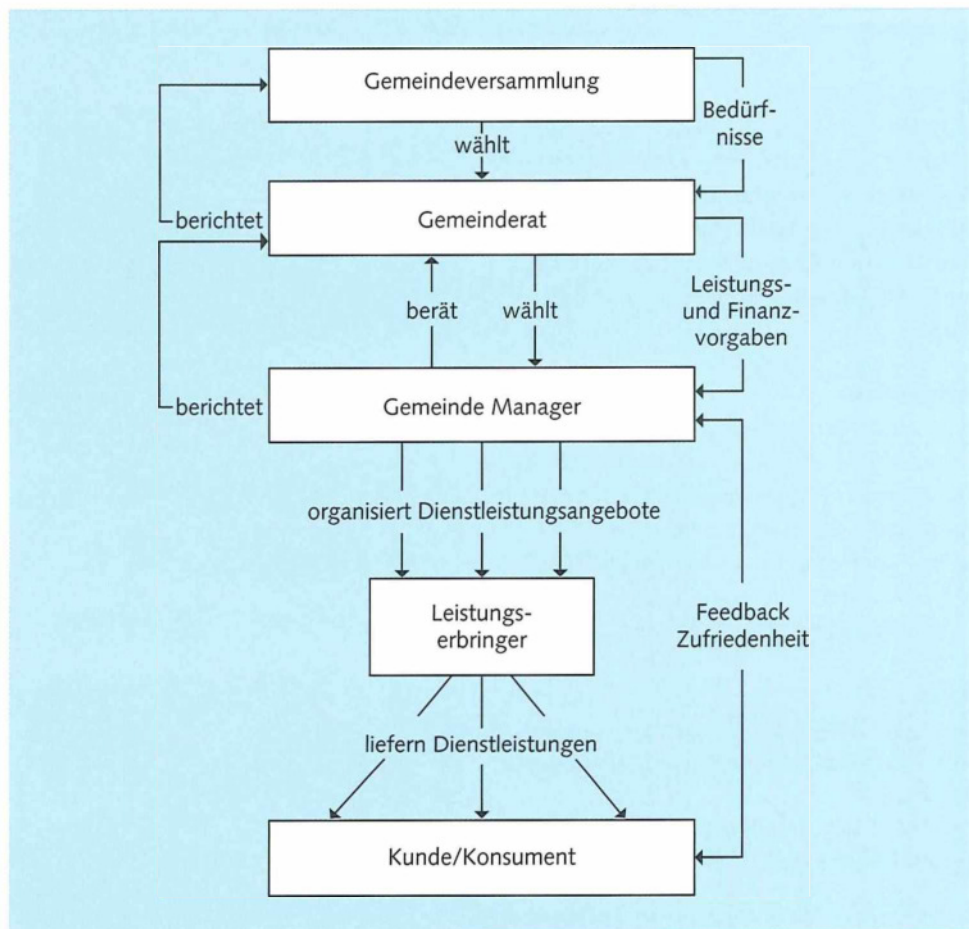 Gemeindeversammlung
Bedürf-
nisse
wählt
berichtet
Gemeinderat
Leistungs-
und Finanz-
vorgaben
berät
wählt
berichtet
Gemeinde Manager
organisiert Dienstleistungsangebote
Leistungs-
erbringer
Feedback
Zufriedenheit
liefern Dienstleistungen
Kunde/Konsument